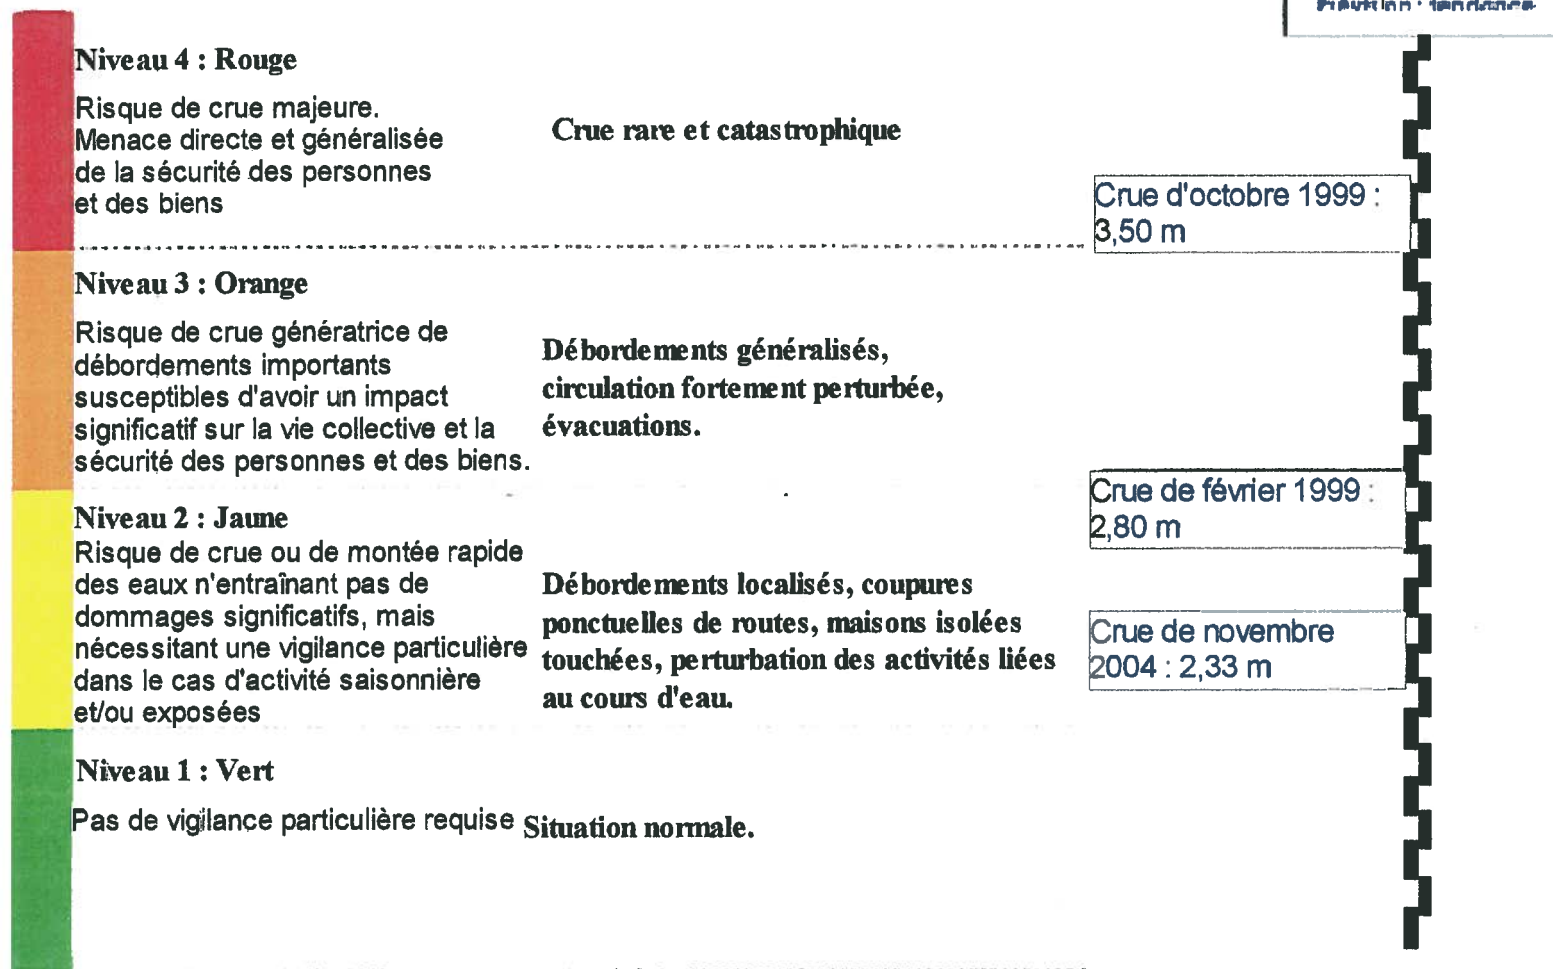 Prévision : tendance
Niveau 4 : Rouge
Risque de crue majeure.
Menace directe et généralisée
de la sécurité des personnes
et des biens
Crue rare et catastrophique
Crue d'octobre 1999 :
3,50 m
Niveau 3 : Orange
Risque de crue génératrice de
débordements importants
susceptibles d'avoir un impact
significatif sur la vie collective et la
sécurité des personnes et des biens.
Débordements généralisés,
circulation fortement perturbée,
évacuations.
Crue de février 1999 :
2,80 m
Niveau 2 : Jaune
Risque de crue ou de montée rapide
des eaux n'entraînant pas de
dommages significatifs, mais
nécessitant une vigilance particulière
dans le cas d'activité saisonnière
et/ou exposées
Débordements localisés, coupures
ponctuelles de routes, maisons isolées
touchées, perturbation des activités liées
au cours d'eau.
Crue de novembre
2004 : 2,33 m
Niveau 1 : Vert
Pas de vigilance particulière requise
Situation normale.